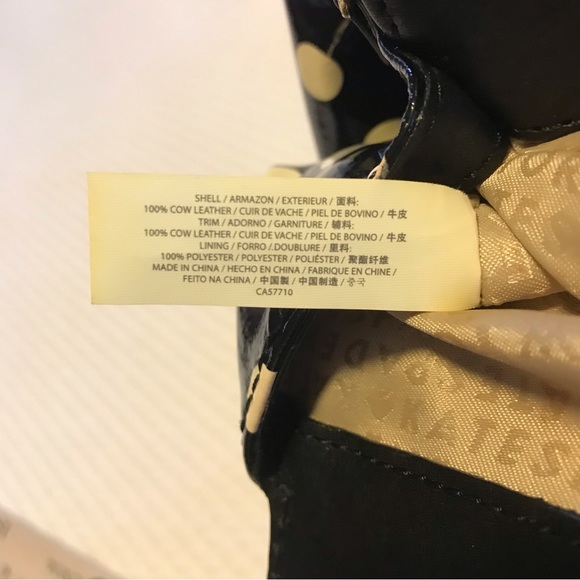 SHELL / ARMAZON / EXTERIEUR / 面料:
100% COW LEATHER / CUIR DE VACHE / PIEL DE BOVINO / 牛皮
TRIM / ADORNO / GARNITURE / 辅料:
100% COW LEATHER / CUIR DE VACHE / PIEL DE BOVINO / 牛皮
LINING / FORRO / DOUBLURE / 里料:
100% POLYESTER / POLYESTER / POLIÉSTER / 聚酯纤维
MADE IN CHINA / HECHO EN CHINA / FABRIQUE EN CHINE /
FEITO NA CHINA / 中国製 / 中国制造 / 중국
CA57710
KATE S